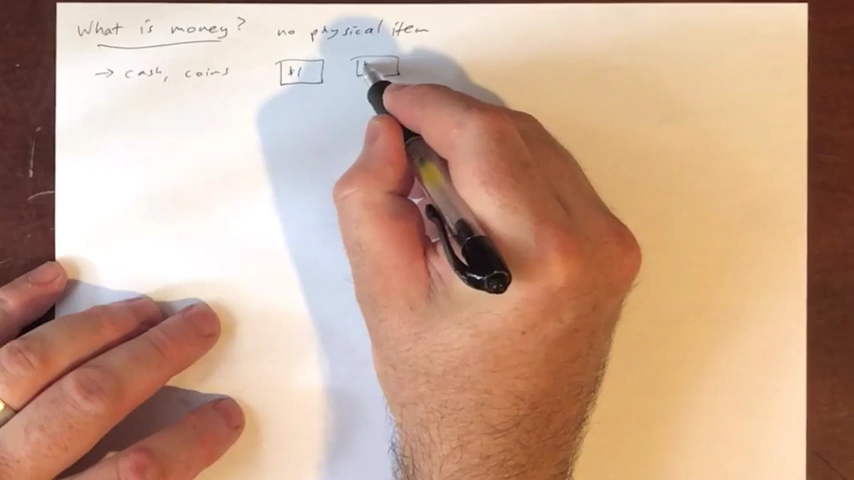 What is money? no physical item
→ cash, coins $1